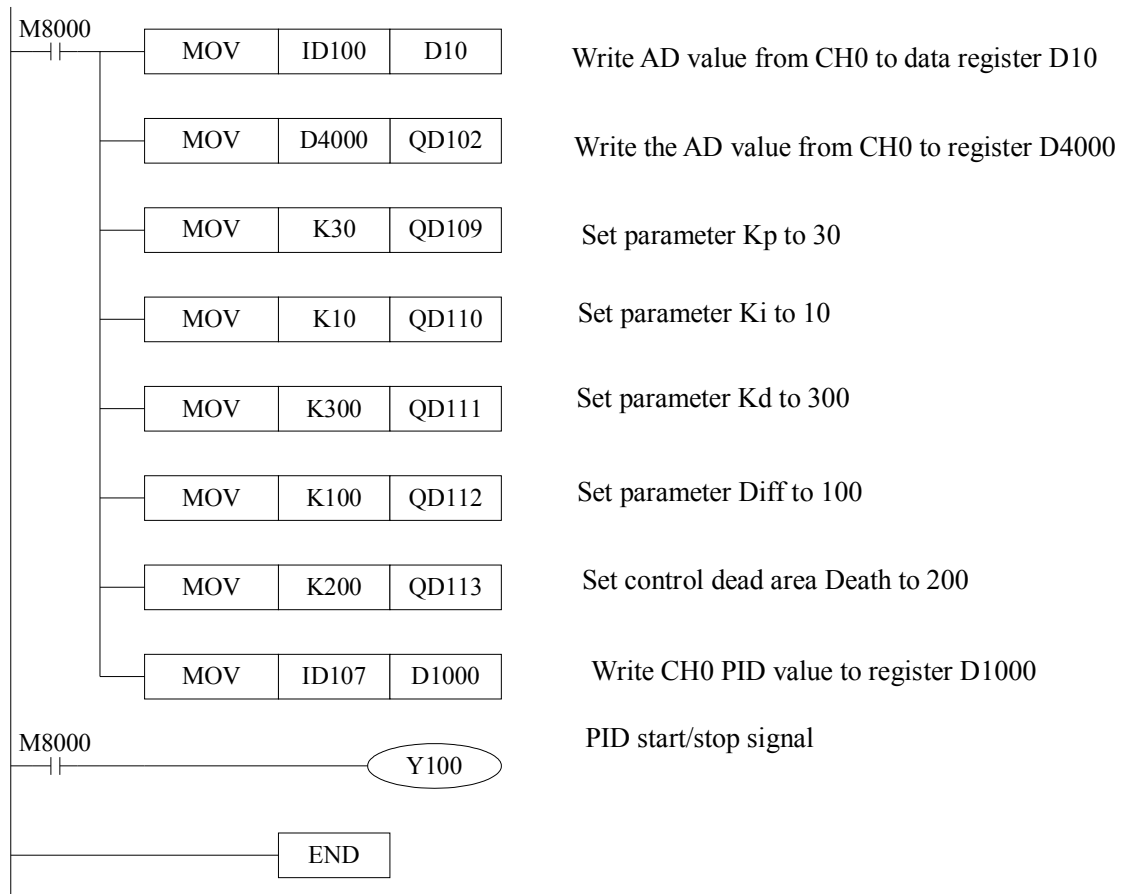 M8000
MOV ID100 D10 Write AD value from CH0 to data register D10
MOV D4000 QD102 Write the AD value from CH0 to register D4000
MOV K30 QD109 Set parameter Kp to 30
MOV K10 QD110 Set parameter Ki to 10
MOV K300 QD111 Set parameter Kd to 300
MOV K100 QD112 Set parameter Diff to 100
MOV K200 QD113 Set control dead area Death to 200
MOV ID107 D1000 Write CH0 PID value to register D1000
M8000 PID start/stop signal
Y100
END